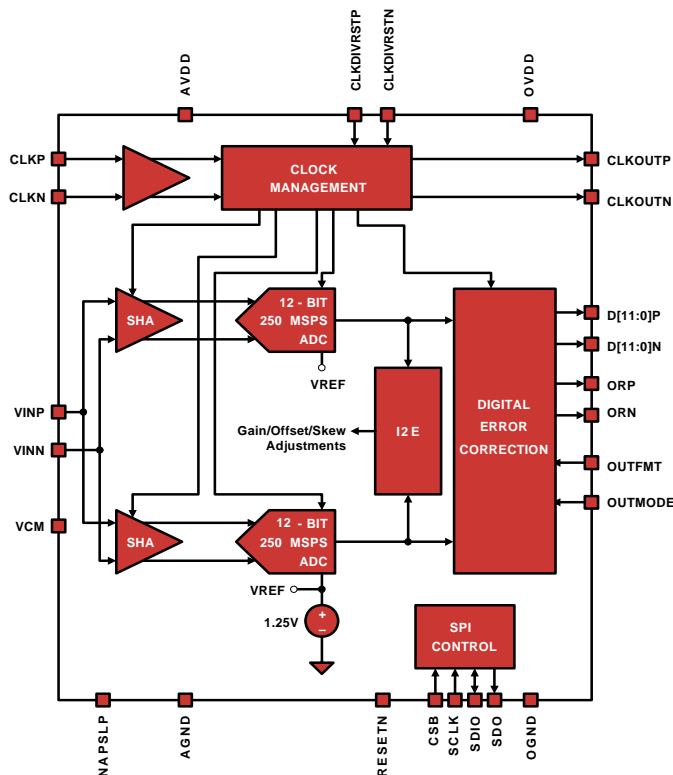 AVDD
CLKDIVRSTP
CLKDIVRSTN
OVDD
CLKP
CLKN
CLOCK
MANAGEMENT
CLKOUTP
CLKOUTN
SHA
12 - BIT
250 MSPS
ADC
VREF
D[11:0]P
D[11:0]N
ORP
ORN
OUTFMT
OUTMODE
VINP
VINN
VCM
Gain/Offset/Skew
Adjustments
I2E
DIGITAL
ERROR
CORRECTION
SHA
12 - BIT
250 MSPS
ADC
VREF
1.25V
+
–
SPI
CONTROL
NAPSLP
AGND
RESETN
CSB
SCLK
SDIO
SDO
OGND